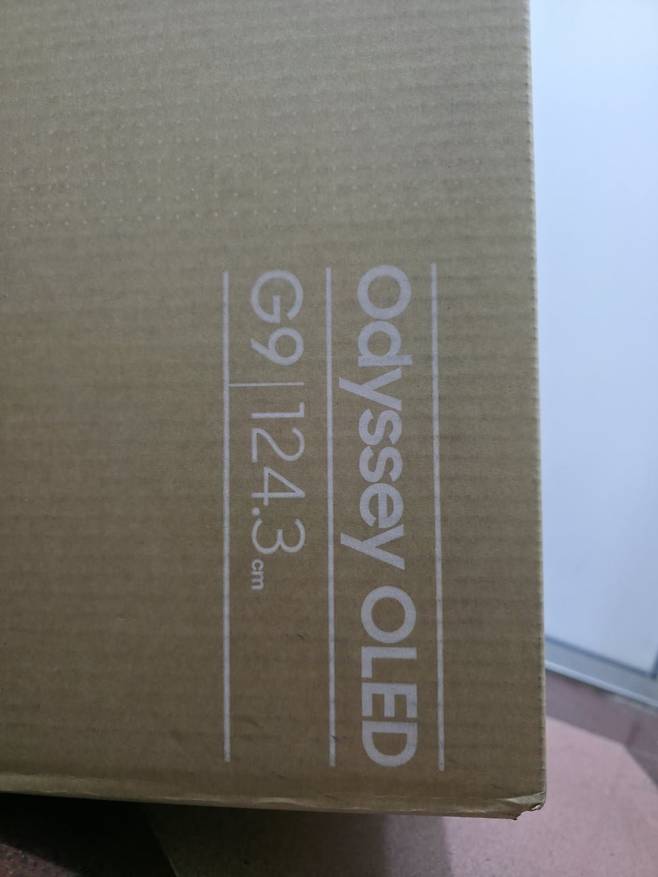 Odyssey OLED
G9 | 124.3cm